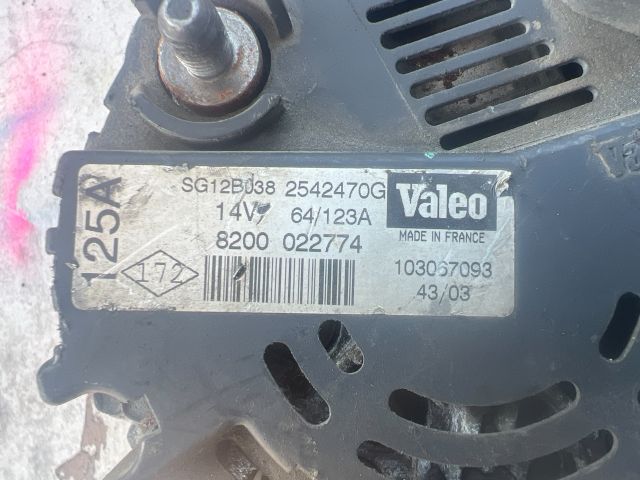 125A
SG12B038 2542470G
14V 64/123A
8200 022774
172
Valeo
MADE IN FRANCE
103067093
43/03